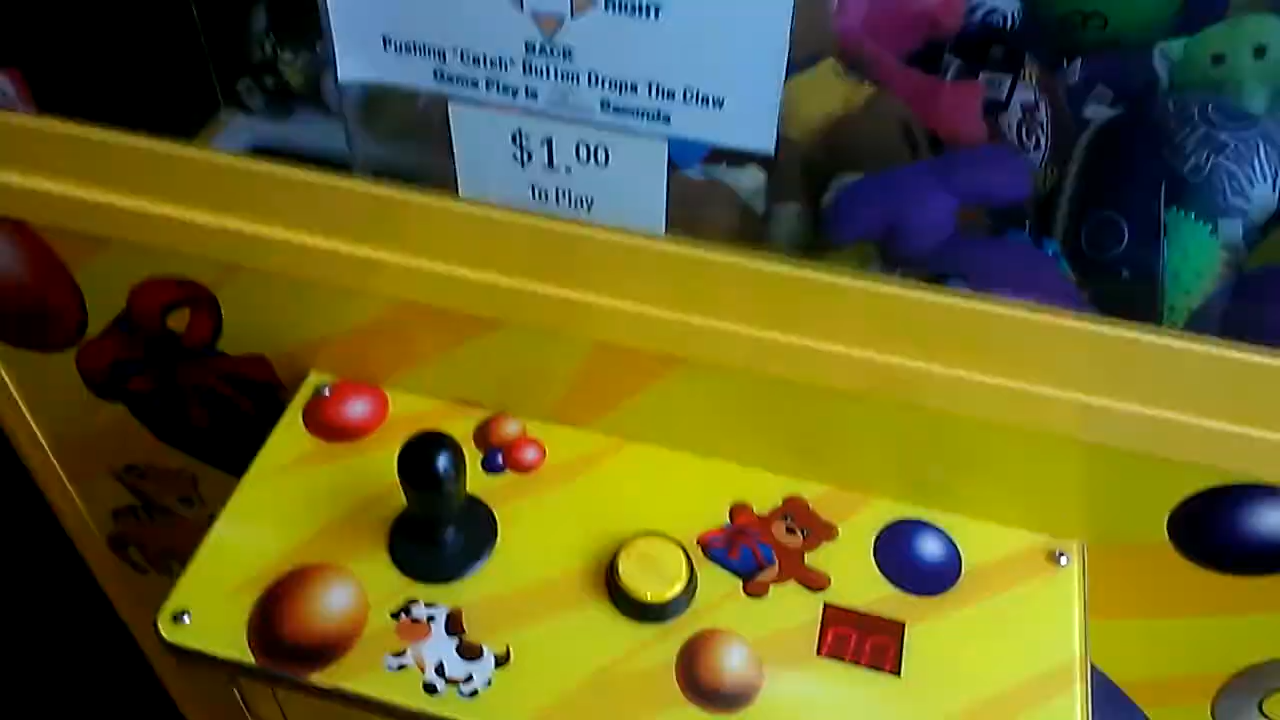 RIGHT
BACK
Pushing "Catch" Button Drops The Claw
Game Play Is Seconds
$1.00
to Play
00